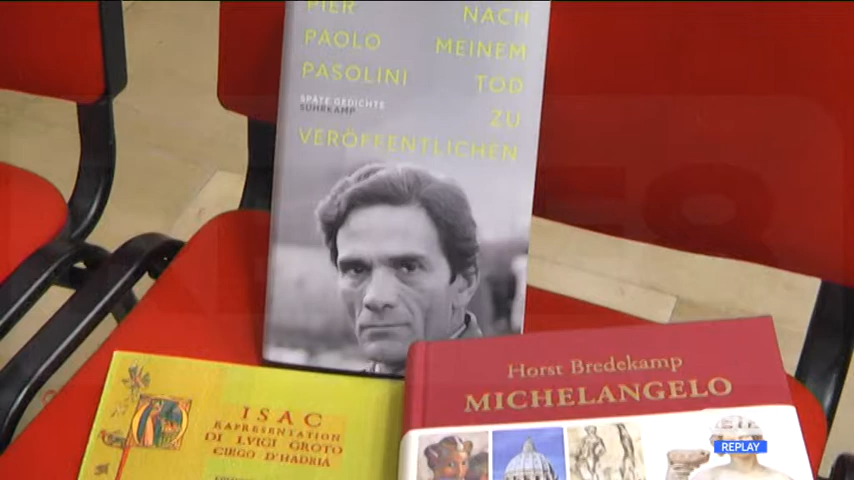 PIER
PAOLO
PASOLINI
SPÄTE GEDICHTE
SUHRKAMP
NACH
MEINEM
TOD
ZU
VERÖFFENTLICHEN
ISAC
RAPRESENTATION
DI LVIGI GROTO
CIECO D'HADRIA
Horst Bredekamp
MICHELANGELO
REPLAY